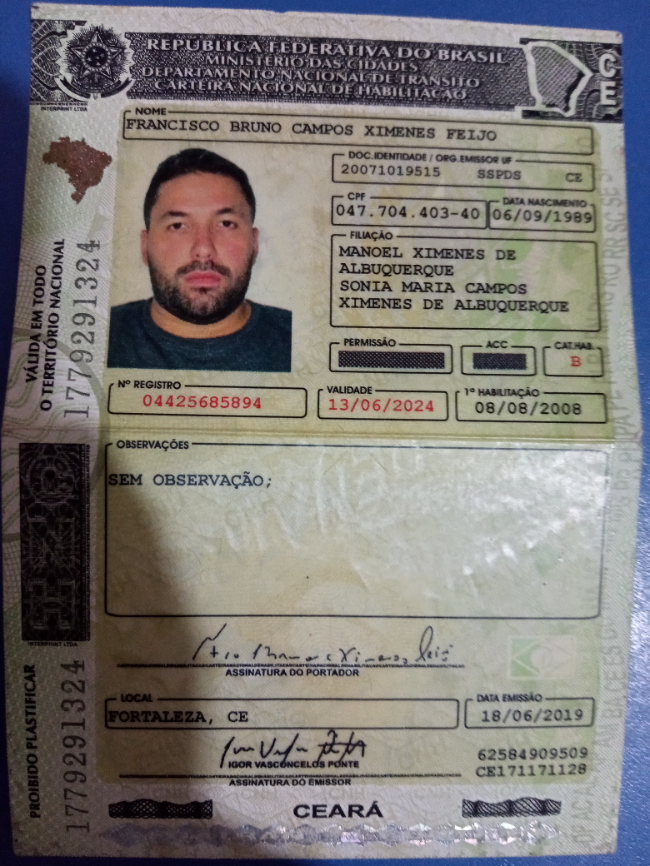 REPÚBLICA FEDERATIVA DO BRASIL
MINISTÉRIO DAS CIDADES
DEPARTAMENTO NACIONAL DE TRÂNSITO
CARTEIRA NACIONAL DE HABILITAÇÃO
CE
INTERPRINT LTDA
NOME
FRANCISCO BRUNO CAMPOS XIMENES FEIJO
DOC. IDENTIDADE / ORG. EMISSOR UF
20071019515 SSPDS CE
CPF
047.704.403-40
DATA NASCIMENTO
06/09/1989
FILIAÇÃO
MANOEL XIMENES DE
ALBUQUERQUE
SONIA MARIA CAMPOS
XIMENES DE ALBUQUERQUE
PERMISSÃO
ACC
CAT. HAB.
B
Nº REGISTRO
04425685894
VALIDADE
13/06/2024
1ª HABILITAÇÃO
08/08/2008
VÁLIDA EM TODO
O TERRITÓRIO NACIONAL
1779291324
OBSERVAÇÕES
SEM OBSERVAÇÃO;
INTERPRINT LTDA
ASSINATURA DO PORTADOR
LOCAL
FORTALEZA, CE
DATA EMISSÃO
18/06/2019
IGOR VASCONCELOS PONTE
ASSINATURA DO EMISSOR
62584909509
CE171171128
PROIBIDO PLASTIFICAR
1779291324
CEARÁ